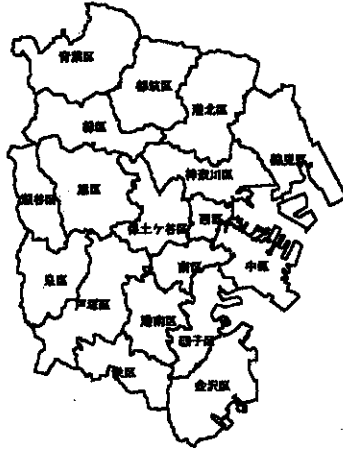 青葉区
都筑区
港北区
緑区
鶴見区
神奈川区
旭区
瀬谷区
西区
保土ケ谷区
中区
南区
泉区
戸塚区
港南区
磯子区
栄区
金沢区